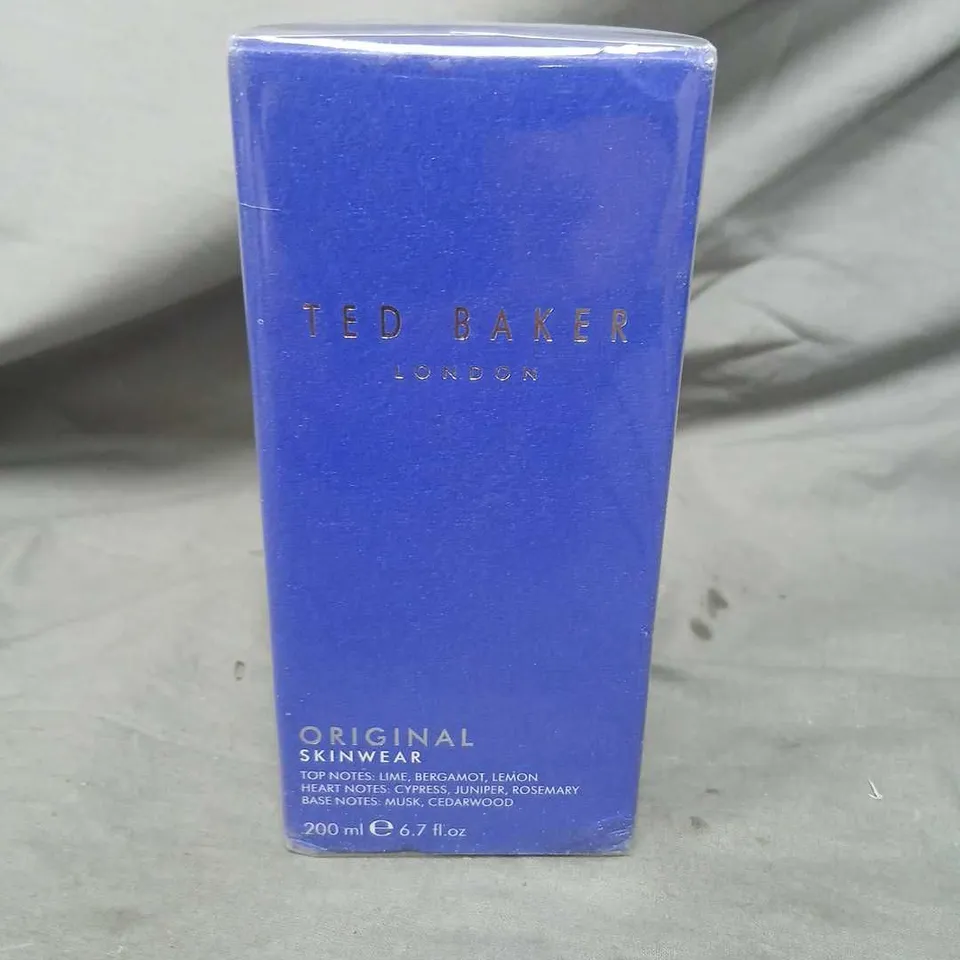 TED BAKER
LONDON
ORIGINAL
SKINWEAR
TOP NOTES: LIME, BERGAMOT, LEMON
HEART NOTES: CYPRESS, JUNIPER, ROSEMARY
BASE NOTES: MUSK, CEDARWOOD
200 ml ℮ 6.7 fl.oz